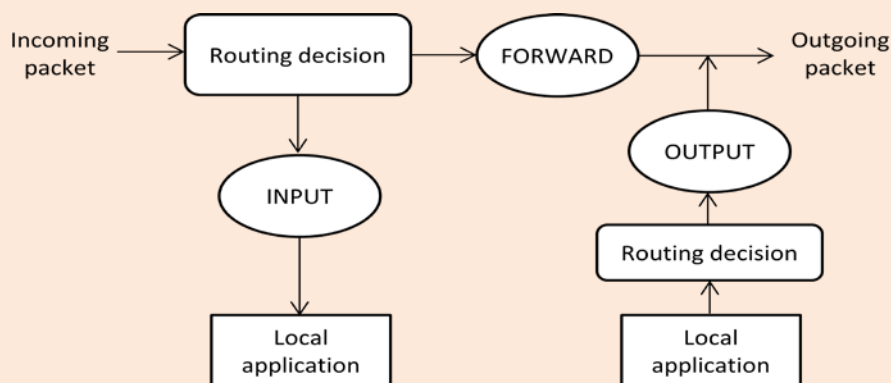 Incoming
packet
Routing decision
FORWARD
Outgoing
packet
INPUT
OUTPUT
Routing decision
Local
application
Local
application